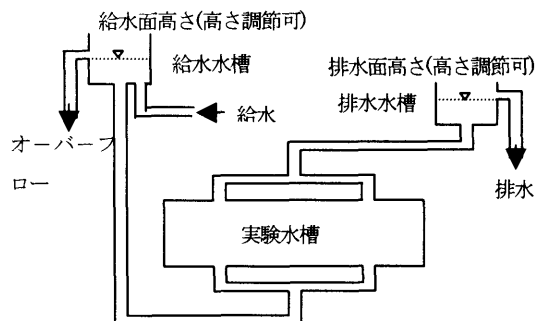 給水面高さ(高さ調節可)
給水水槽
排水面高さ(高さ調節可)
排水水槽
給水
オーバーフ
ロー
排水
実験水槽